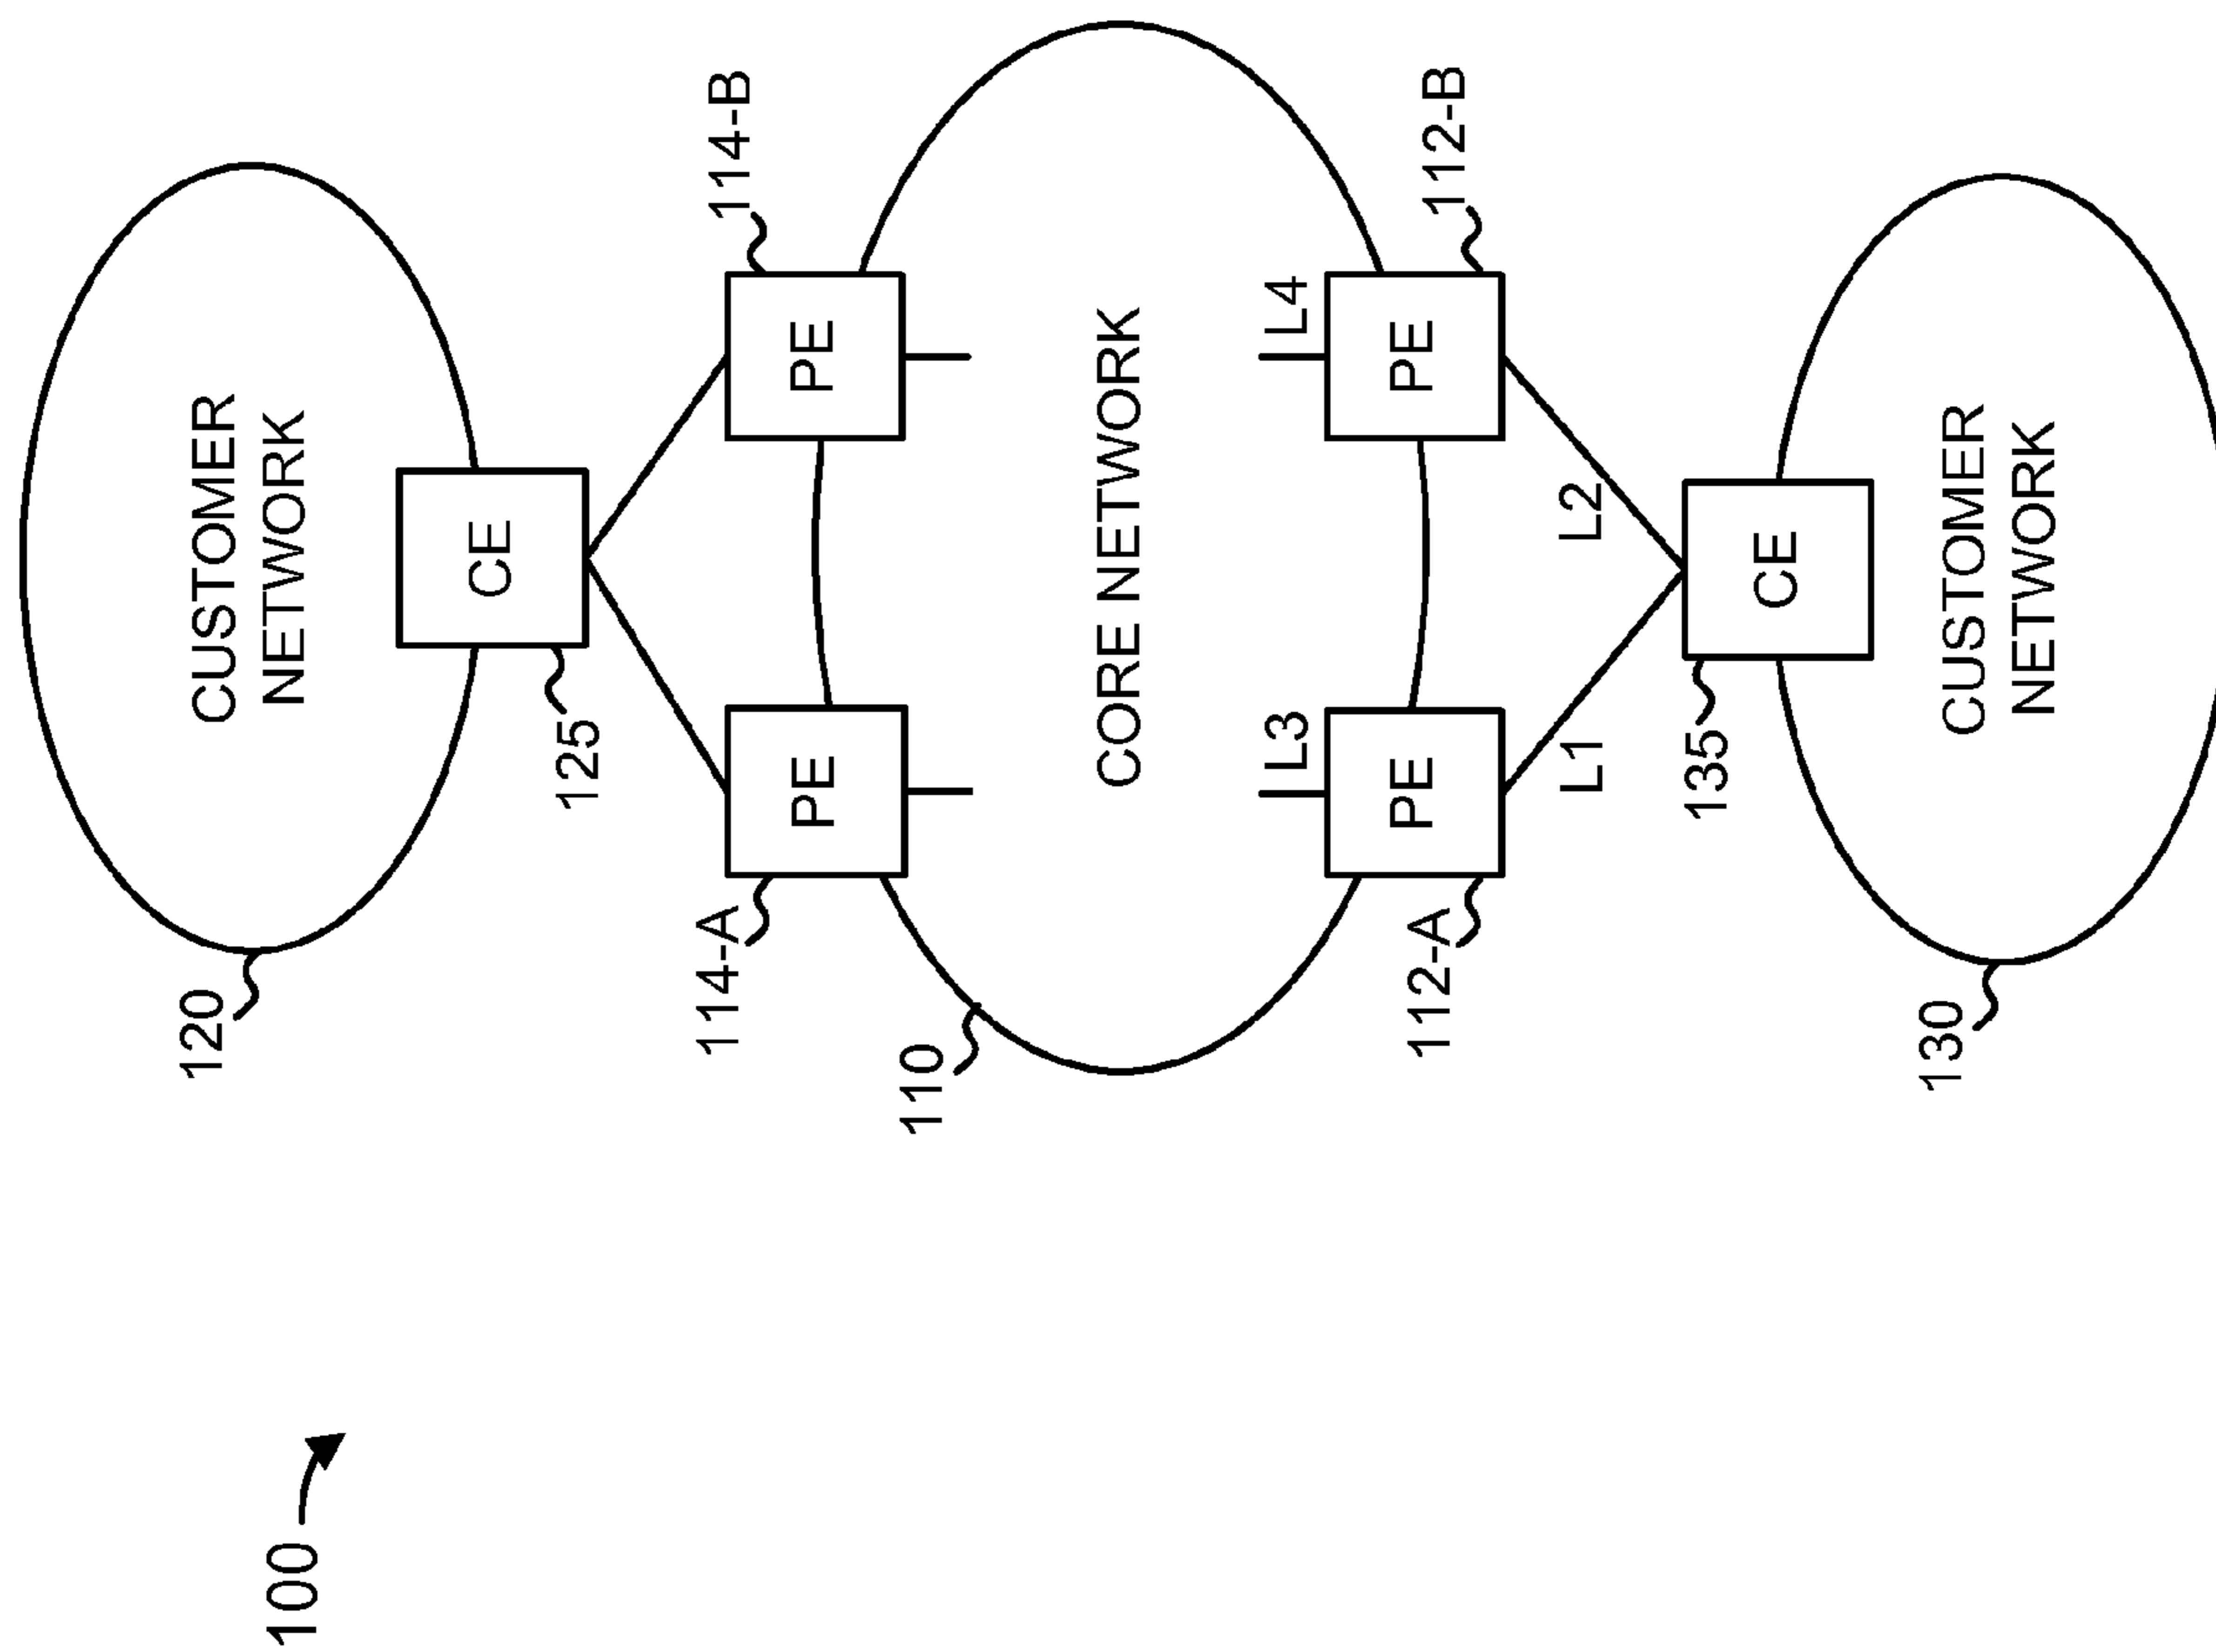 100
120
CUSTOMER
NETWORK
CE
125
114-A
PE
114-B
PE
110
CORE NETWORK
L3
L4
112-A
PE
112-B
PE
L1
L2
135
CE
130
CUSTOMER
NETWORK